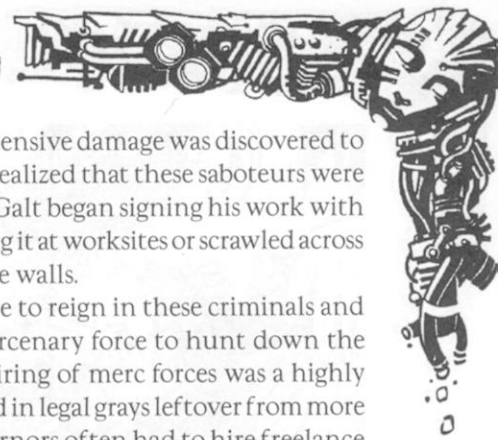 ensive damage was discovered to
ealized that these saboteurs were
Galt began signing his work with
g it at worksites or scrawled across
e walls.
e to reign in these criminals and
rcenary force to hunt down the
iring of merc forces was a highly
d in legal grays leftover from more
rnors often had to hire freelance